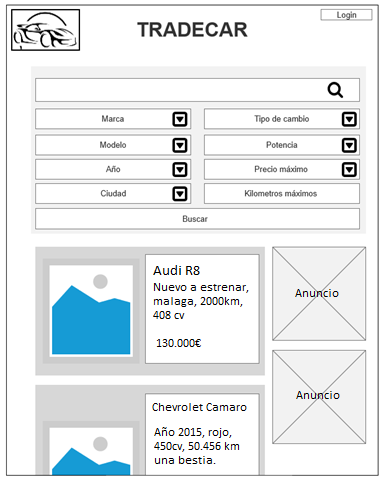 Login
TRADECAR
Marca
Tipo de cambio
Modelo
Potencia
Año
Precio máximo
Ciudad
Kilometros máximos
Buscar
Audi R8
Nuevo a estrenar,
malaga, 2000km,
408 cv
130.000€
Anuncio
Chevrolet Camaro
Año 2015, rojo,
450cv, 50.456 km
una bestia.
Anuncio